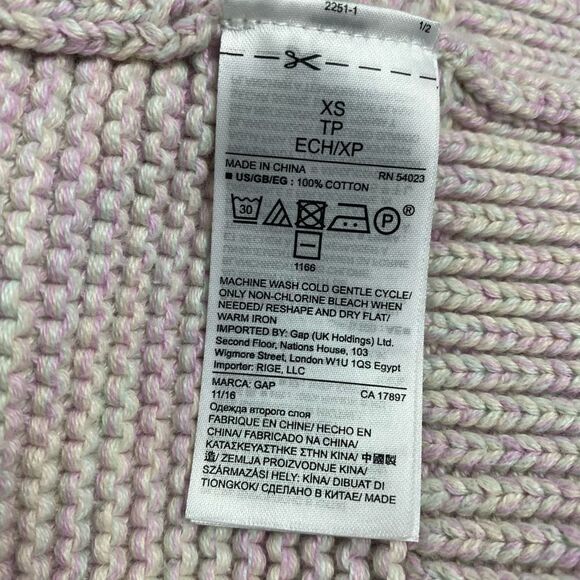 2251-1
1/2
XS
TP
ECH/XP
MADE IN CHINA RN 54023
■ US/GB/EG : 100% COTTON
30 P ®
1166
MACHINE WASH COLD GENTLE CYCLE/
ONLY NON-CHLORINE BLEACH WHEN
NEEDED/ RESHAPE AND DRY FLAT/
WARM IRON
IMPORTED BY: Gap (UK Holdings) Ltd.
Second Floor, Nations House, 103
Wigmore Street, London W1U 1QS Egypt
Importer: RIGE, LLC
MARCA: GAP CA 17897
11/16
Одежда второго слоя
FABRIQUE EN CHINE/ HECHO EN
CHINA/ FABRICADO NA CHINA/
ΚΑΤΑΣΚΕΥΑΣΤΗΚΕ ΣΤΗΝ ΚΙΝΑ/ 中國製
造/ ZEMLJA PROIZVODNJE KINA/
SZÁRMAZÁSI HELY: KÍNA/ DIBUAT DI
TIONGKOK/ СДЕЛАНО В КИТАЕ/ MADE